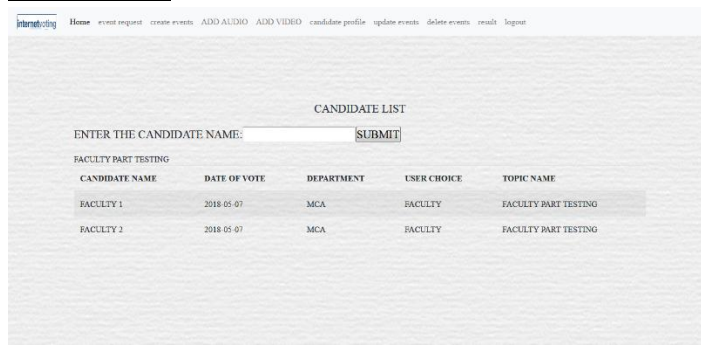 internetvoting Home event request create events ADD AUDIO ADD VIDEO candidate profile update events delete events result logout
CANDIDATE LIST
ENTER THE CANDIDATE NAME: SUBMIT
FACULTY PART TESTING
CANDIDATE NAME DATE OF VOTE DEPARTMENT USER CHOICE TOPIC NAME
FACULTY 1 2018-05-07 MCA FACULTY FACULTY PART TESTING
FACULTY 2 2018-05-07 MCA FACULTY FACULTY PART TESTING